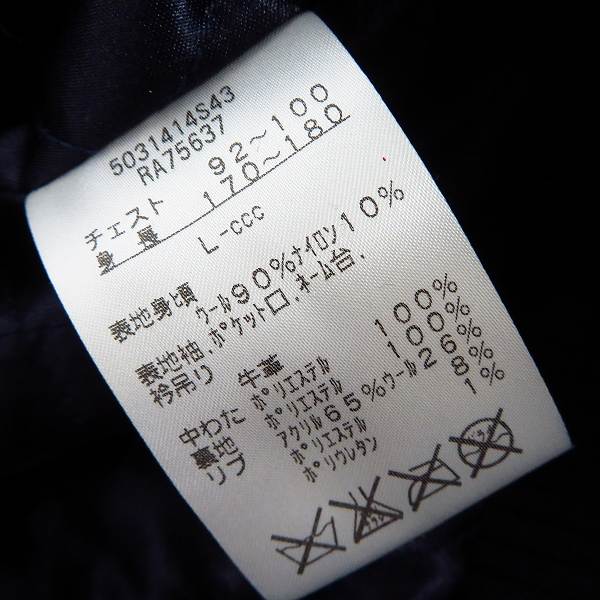 5031414S43
RA75637
チェスト 92～100
身長 170～180
L-CCC
表地身頃 ウール90%ナイロン10%
表地袖.ポケット口.ネーム台.
衿吊り 牛革
中わた ポリエステル 100%
裏地 ポリエステル 100%
リブ アクリル65%ウール26%
ポリエステル 8%
ポリウレタン 1%